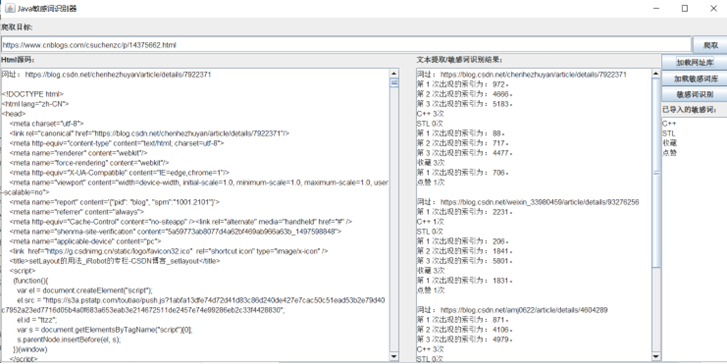 Java敏感词识别器
爬取目标:
https://www.cnblogs.com/csuchenzc/p/14375662.html
爬取
Html源码:
网址: https://blog.csdn.net/chenhezhuyan/article/details/7922371
<!DOCTYPE html>
<html lang="zh-CN">
<head>
<meta charset="utf-8">
<link rel="canonical" href="https://blog.csdn.net/chenhezhuyan/article/details/7922371"/>
<meta http-equiv="content-type" content="text/html; charset=utf-8">
<meta name="renderer" content="webkit"/>
<meta name="force-rendering" content="webkit"/>
<meta http-equiv="X-UA-Compatible" content="IE=edge,chrome=1"/>
<meta name="viewport" content="width=device-width, initial-scale=1.0, minimum-scale=1.0, maximum-scale=1.0, user
-scalable=no">
<meta name="report" content='{"pid": "blog", "spm":"1001.2101"}'>
<meta name="referrer" content="always">
<meta http-equiv="Cache-Control" content="no-siteapp" /><link rel="alternate" media="handheld" href="#" />
<meta name="shenma-site-verification" content="5a59773ab8077d4a62bf469ab966a63b_1497598848">
<meta name="applicable-device" content="pc">
<link href="https://g.csdnimg.cn/static/logo/favicon32.ico" rel="shortcut icon" type="image/x-icon" />
<title>setLayout的用法_iRobot的专栏-CSDN博客_setlayout</title>
<script>
(function(){
var el = document.createElement("script");
el.id = "ttzz";
var s = document.getElementsByTagName("script")[0];
s.parentNode.insertBefore(el, s);
})(window)
</script>
文本提取/敏感词识别结果:
网址: https://blog.csdn.net/chenhezhuyan/article/details/7922371
第 1 次出现的索引为: 972。
第 2 次出现的索引为: 4666。
第 3 次出现的索引为: 5183。
C++ 3次
STL 0次
第 1 次出现的索引为: 88。
第 2 次出现的索引为: 717。
第 3 次出现的索引为: 4477。
收藏 3次
第 1 次出现的索引为: 706。
点赞 1次
网址: https://blog.csdn.net/weixin_33980459/article/details/93276256
第 1 次出现的索引为: 2231。
C++ 1次
STL 0次
第 1 次出现的索引为: 206。
第 2 次出现的索引为: 1841。
第 3 次出现的索引为: 5801。
收藏 3次
第 1 次出现的索引为: 1831。
点赞 1次
网址: https://blog.csdn.net/amj0622/article/details/4604289
第 1 次出现的索引为: 871。
第 2 次出现的索引为: 4106。
第 3 次出现的索引为: 4979。
C++ 3次
STL 0次
加载网址库
加载敏感词库
敏感词识别
已导入的敏感词:
C++
STL
收藏
点赞